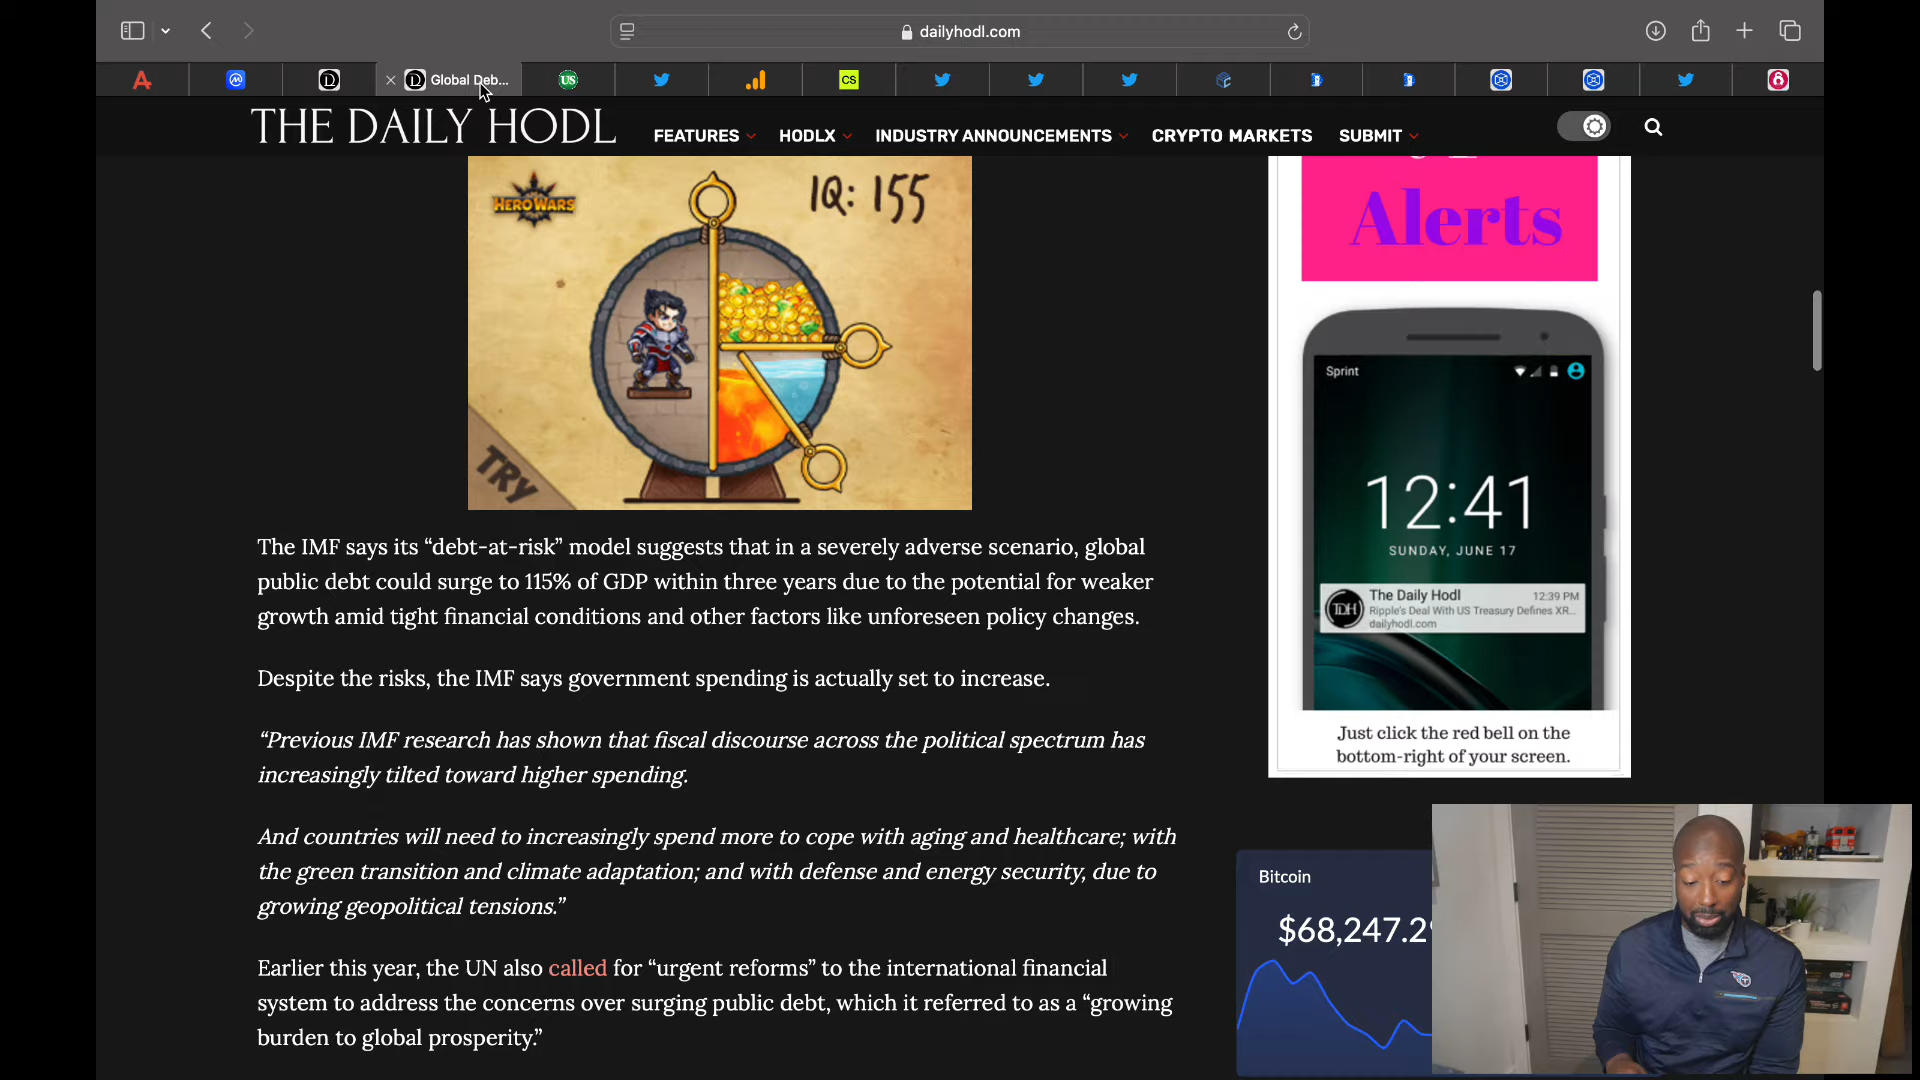 dailyhodl.com
Global Deb...
US
CS
THE DAILY HODL
FEATURES
HODLX
INDUSTRY ANNOUNCEMENTS
CRYPTO MARKETS
SUBMIT
HERO WARS
IQ: 155
TRY
Alerts
Sprint
12:41
SUNDAY, JUNE 17
TDH
The Daily Hodl
12:39 PM
Ripple's Deal With US Treasury Defines XR...
dailyhodl.com
Just click the red bell on the
bottom-right of your screen.
The IMF says its “debt-at-risk” model suggests that in a severely adverse scenario, global
public debt could surge to 115% of GDP within three years due to the potential for weaker
growth amid tight financial conditions and other factors like unforeseen policy changes.
Despite the risks, the IMF says government spending is actually set to increase.
“Previous IMF research has shown that fiscal discourse across the political spectrum has
increasingly tilted toward higher spending.
And countries will need to increasingly spend more to cope with aging and healthcare; with
the green transition and climate adaptation; and with defense and energy security, due to
growing geopolitical tensions.”
Earlier this year, the UN also called for “urgent reforms” to the international financial
system to address the concerns over surging public debt, which it referred to as a “growing
burden to global prosperity.”
Bitcoin
$68,247.29